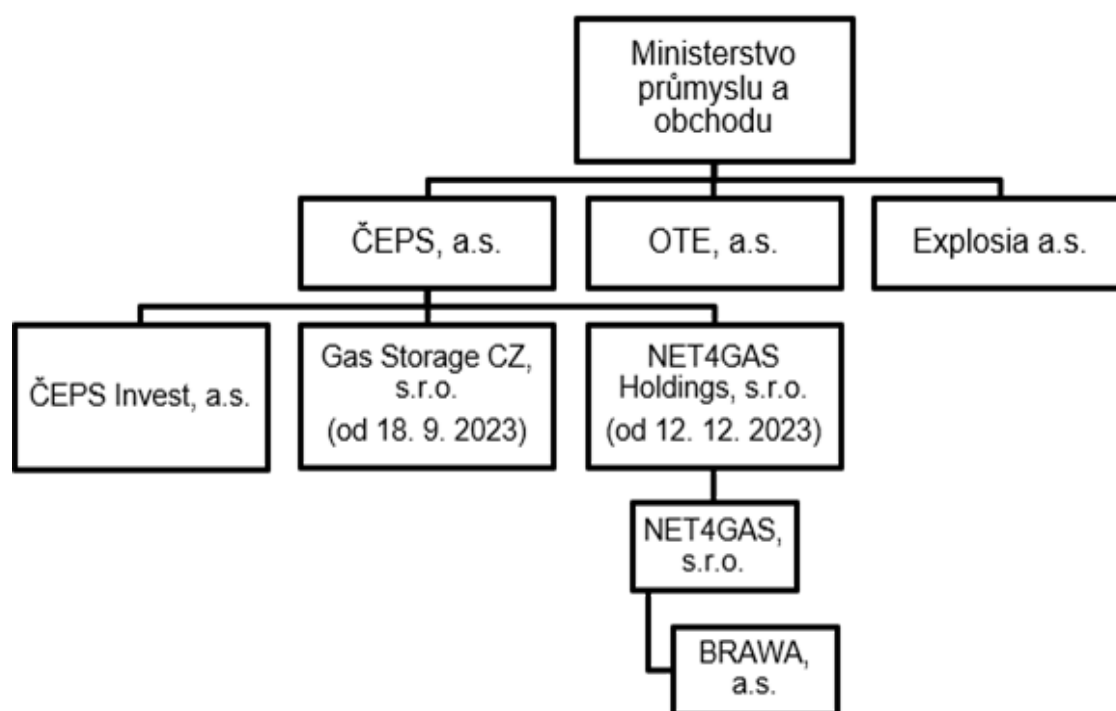 Ministerstvo
průmyslu a
obchodu
ČEPS, a.s.
OTE, a.s.
Explosia a.s.
ČEPS Invest, a.s.
Gas Storage CZ,
s.r.o.
(od 18. 9. 2023)
NET4GAS
Holdings, s.r.o.
(od 12. 12. 2023)
NET4GAS,
s.r.o.
BRAWA,
a.s.